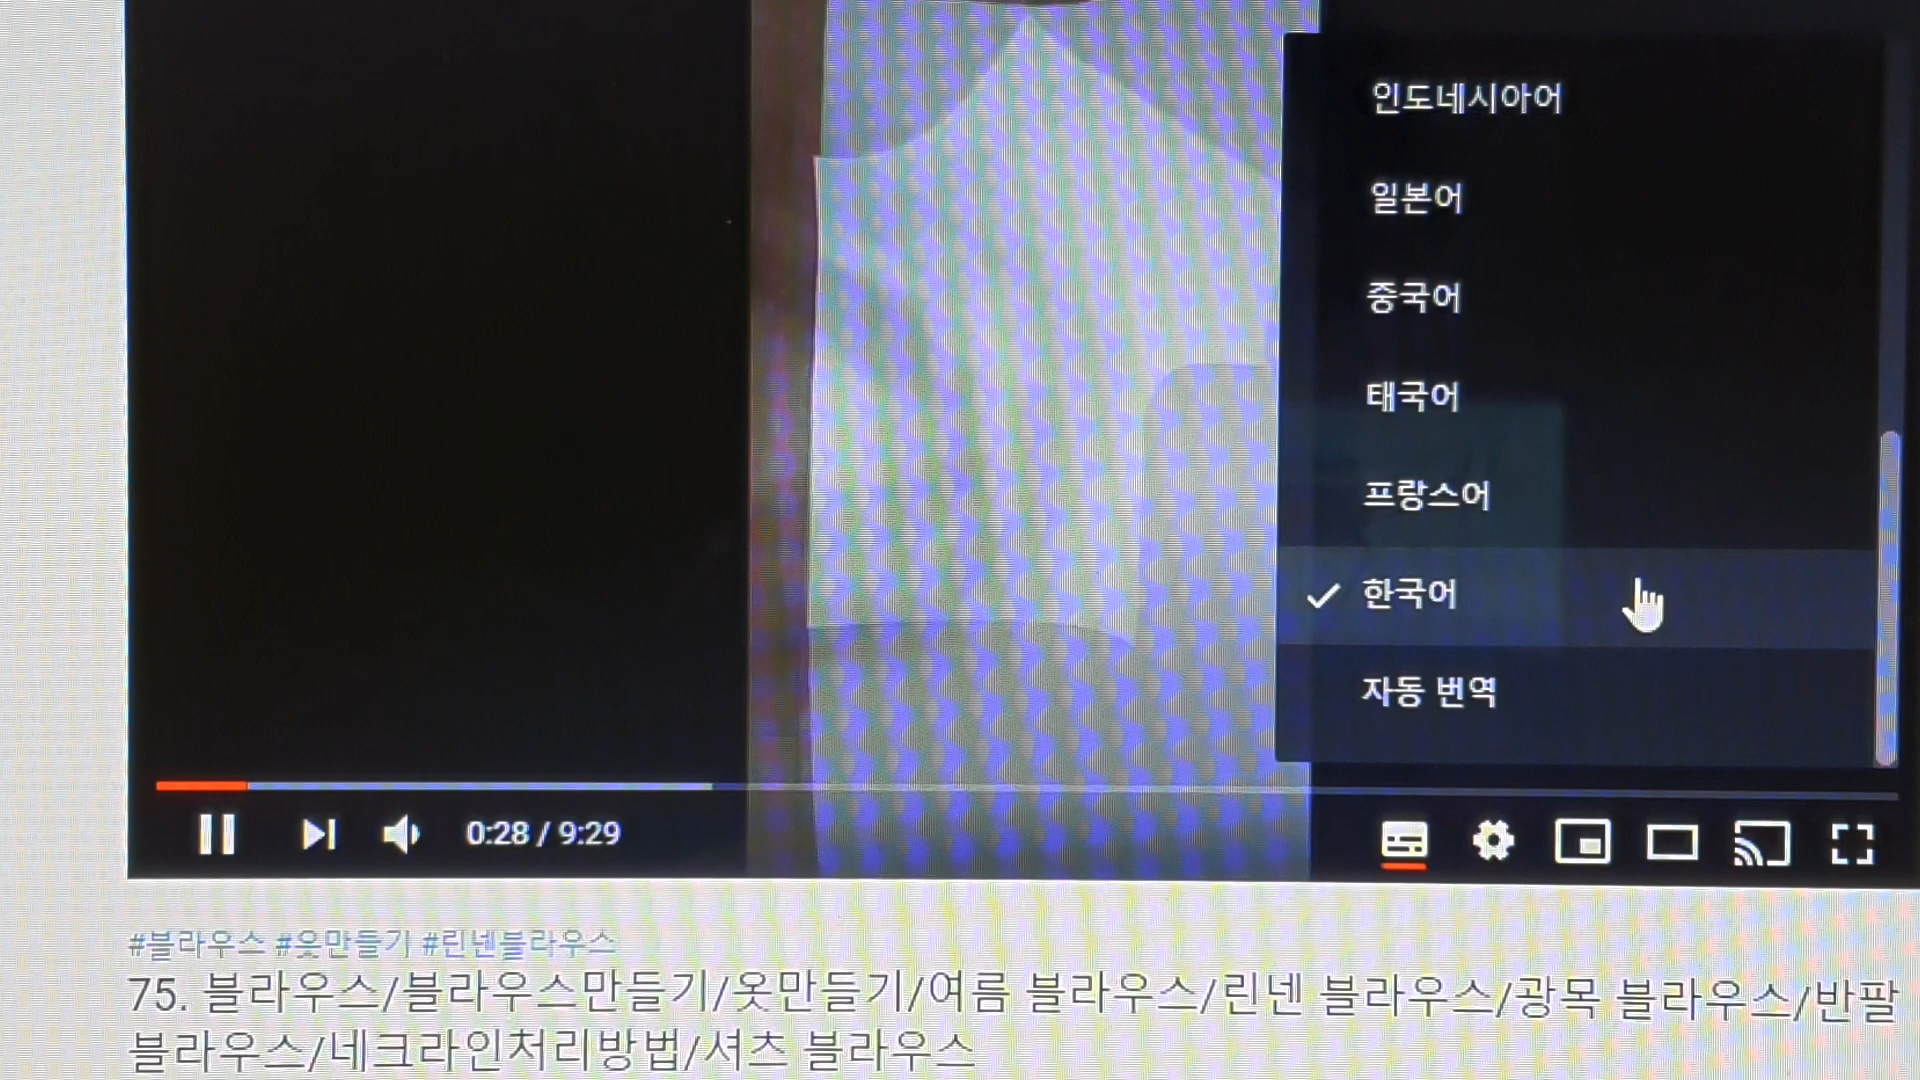 인도네시아어
일본어
중국어
태국어
프랑스어
한국어
자동 번역
0:28 / 9:29
#블라우스 #옷만들기 #린넨블라우스
75. 블라우스/블라우스만들기/옷만들기/여름 블라우스/린넨 블라우스/광목 블라우스/반팔
블라우스/네크라인처리방법/셔츠 블라우스